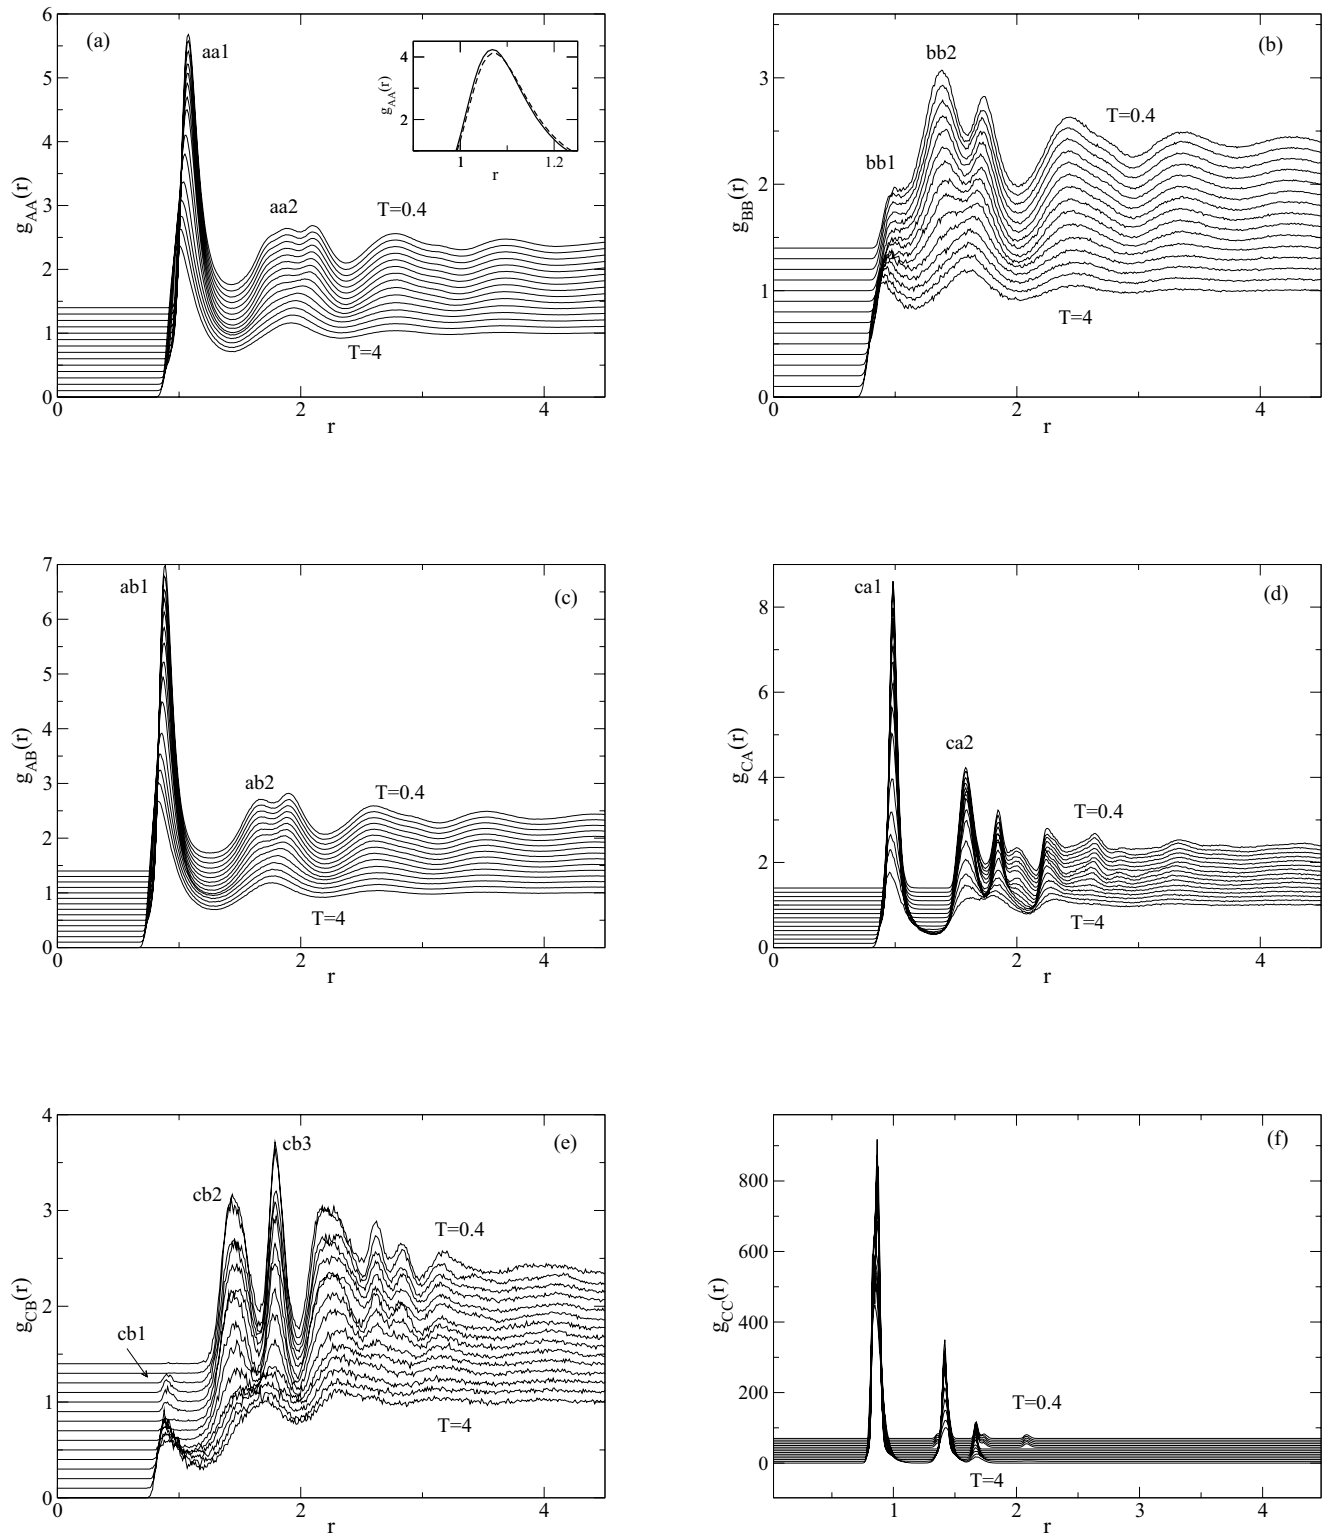 (a)
aa1
aa2
T=0.4
T=4
g_AA(r)
r
0
1
2
3
4
5
6
0
2
4
g_AA(r)
r
2
4
1
1.2
(b)
bb1
bb2
T=0.4
T=4
g_BB(r)
r
0
1
2
3
0
2
4
(c)
ab1
ab2
T=0.4
T=4
g_AB(r)
r
0
1
2
3
4
5
6
7
0
2
4
(d)
ca1
ca2
T=0.4
T=4
g_CA(r)
r
0
2
4
6
8
0
2
4
(e)
cb1
cb2
cb3
T=0.4
T=4
g_CB(r)
r
0
1
2
3
4
0
2
4
(f)
T=0.4
T=4
g_CC(r)
r
0
200
400
600
800
1
2
3
4